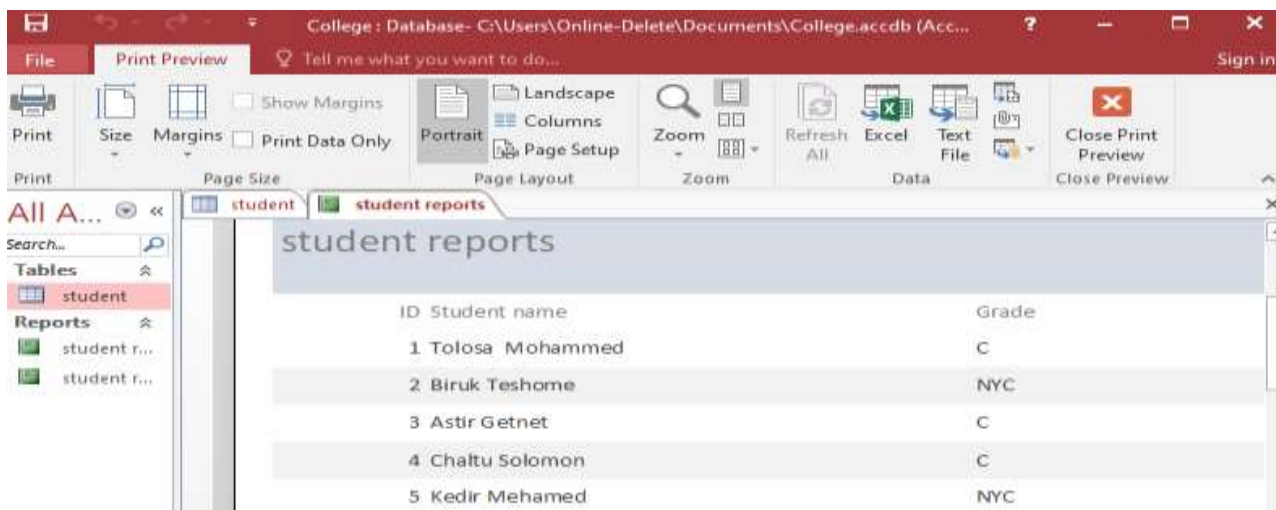 College : Database- C:\Users\Online-Delete\Documents\College.accdb (Acc... ?
File Print Preview Tell me what you want to do... Sign in
Print Size Margins Show Margins Print Data Only Portrait Landscape Columns Page Setup Zoom Refresh All Excel Text File Close Print Preview
Print Page Size Page Layout Zoom Data Close Preview
All A... «
student student reports
Search...
Tables
student
Reports
student r...
student r...
student reports
ID Student name Grade
1 Tolosa Mohammed C
2 Biruk Teshome NYC
3 Astir Getnet C
4 Chaltu Solomon C
5 Kedir Mehamed NYC